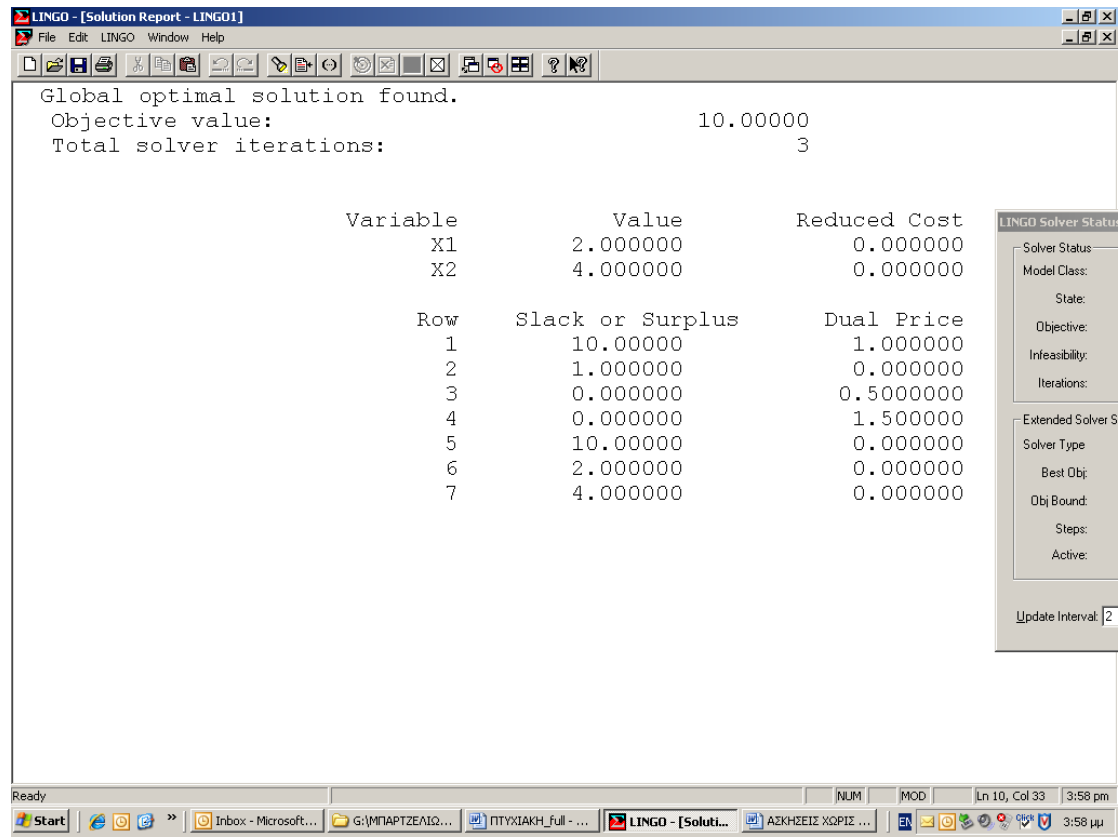 LINGO - [Solution Report - LINGO1]
File Edit LINGO Window Help
Global optimal solution found.
Objective value: 10.00000
Total solver iterations: 3
Variable Value Reduced Cost
X1 2.000000 0.000000
X2 4.000000 0.000000
Row Slack or Surplus Dual Price
1 10.00000 1.000000
2 1.000000 0.000000
3 0.000000 0.5000000
4 0.000000 1.500000
5 10.00000 0.000000
6 2.000000 0.000000
7 4.000000 0.000000
LINGO Solver Status
Solver Status
Model Class:
State:
Objective:
Infeasibility:
Iterations:
Extended Solver S
Solver Type
Best Obj:
Obj Bound:
Steps:
Active:
Update Interval: 2
Ready NUM MOD Ln 10, Col 33 3:58 pm
Start » Inbox - Microsoft... G:\ΜΠΑΡΤΖΕΛΙΩ... ΠΤΥΧΙΑΚΗ_full - ... LINGO - [Soluti... ΑΣΚΗΣΕΙΣ ΧΩΡΙΣ ... EN 3:58 μμ